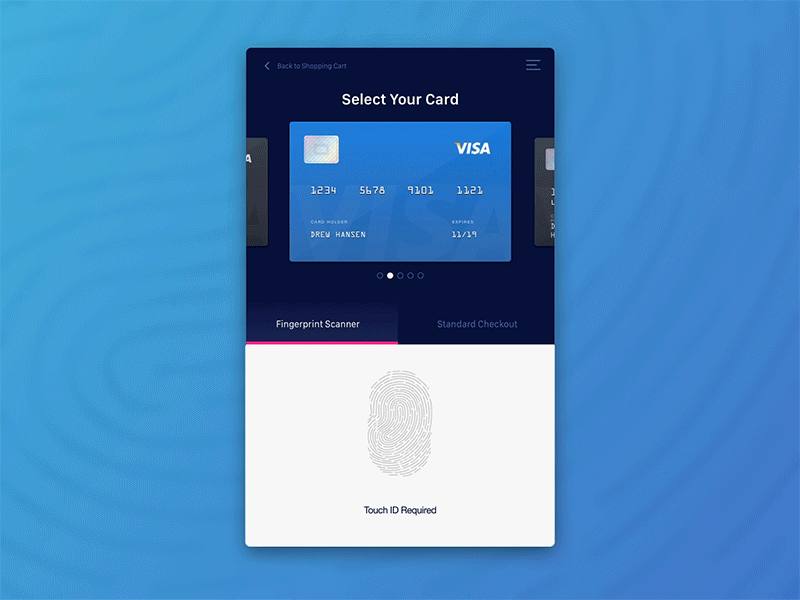 Back to Shopping Cart
Select Your Card
VISA
1234 5678 9101 1121
CARD HOLDER EXPIRES
DREW HANSEN 11/19
Fingerprint Scanner Standard Checkout
Touch ID Required